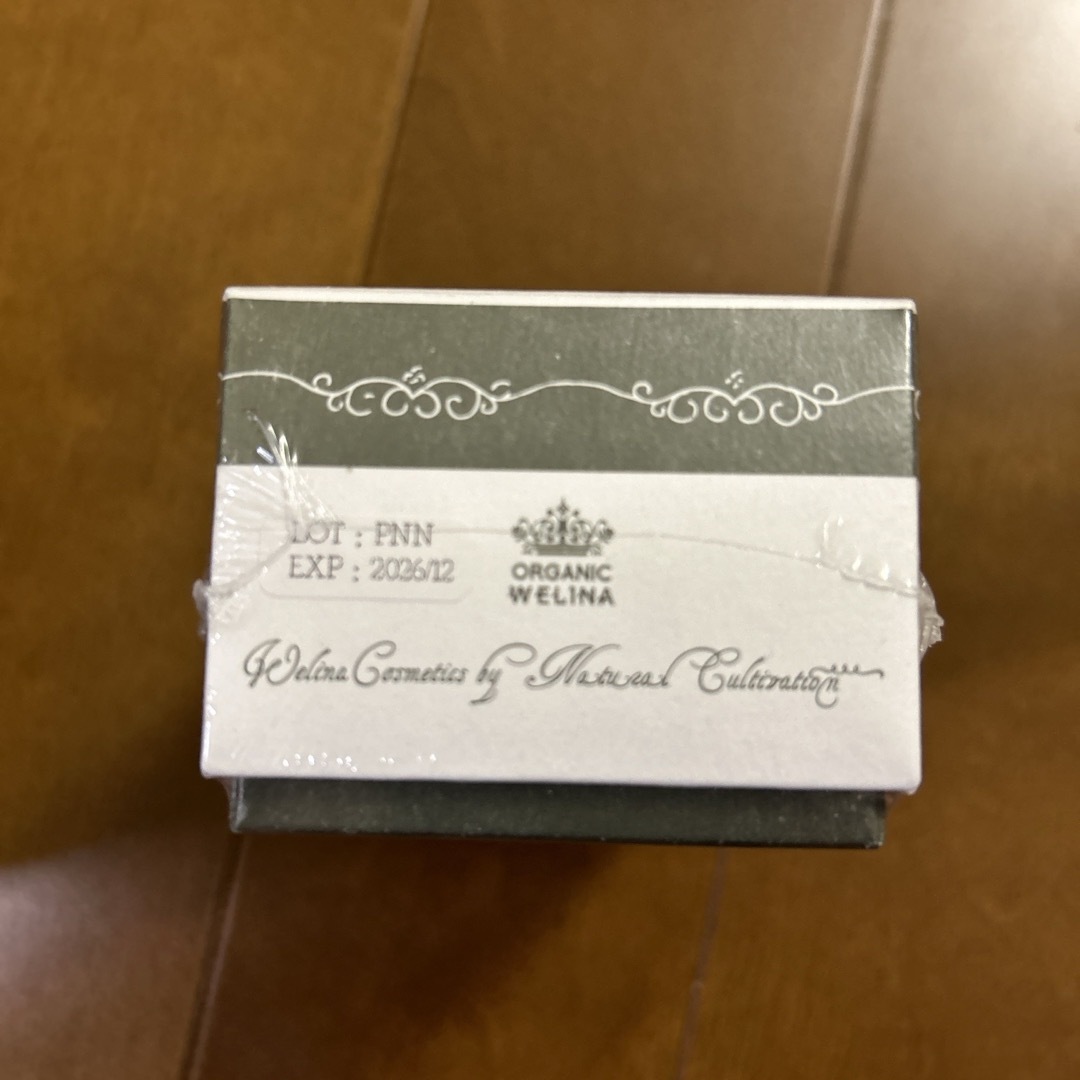 LOT : PNN
EXP : 2026/12
ORGANIC
WELINA
Welina Cosmetics by Natural Cultivation